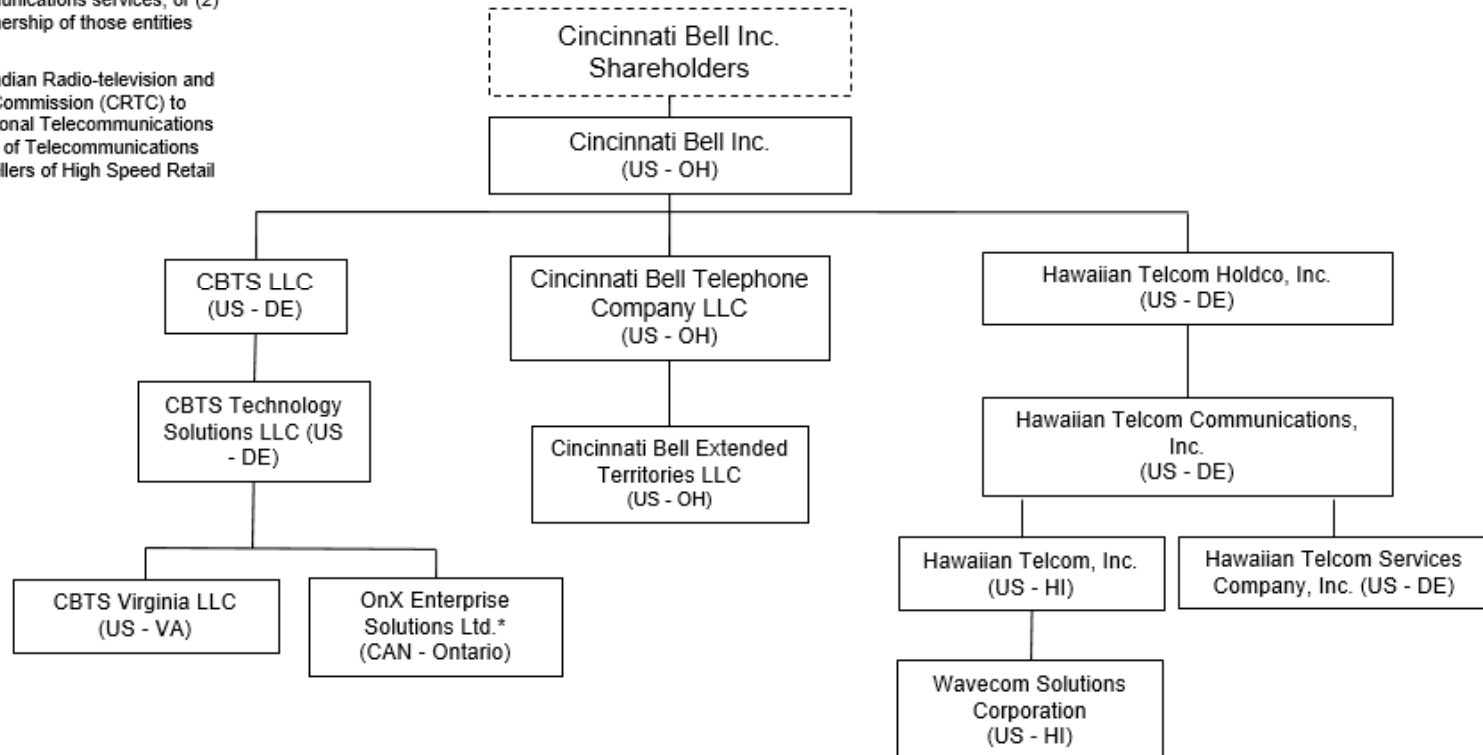 munications services; or (2)
nership of those entities
dian Radio-television and
Commission (CRTC) to
onal Telecommunications
of Telecommunications
llers of High Speed Retail
Cincinnati Bell Inc.
Shareholders
Cincinnati Bell Inc.
(US - OH)
CBTS LLC
(US - DE)
Cincinnati Bell Telephone
Company LLC
(US - OH)
Hawaiian Telcom Holdco, Inc.
(US - DE)
CBTS Technology
Solutions LLC (US
- DE)
Cincinnati Bell Extended
Territories LLC
(US - OH)
Hawaiian Telcom Communications,
Inc.
(US - DE)
CBTS Virginia LLC
(US - VA)
OnX Enterprise
Solutions Ltd.*
(CAN - Ontario)
Hawaiian Telcom, Inc.
(US - HI)
Hawaiian Telcom Services
Company, Inc. (US - DE)
Wavecom Solutions
Corporation
(US - HI)